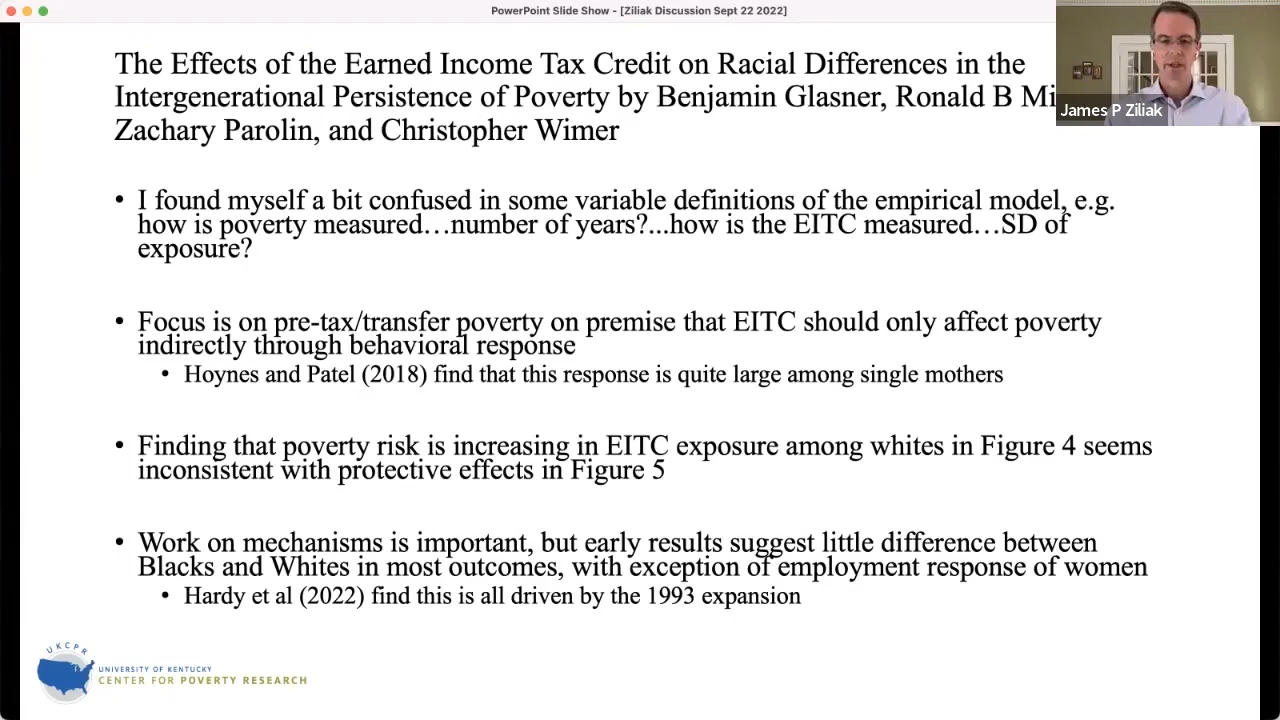 PowerPoint Slide Show - [Ziliak Discussion Sept 22 2022]
The Effects of the Earned Income Tax Credit on Racial Differences in the
Intergenerational Persistence of Poverty by Benjamin Glasner, Ronald B
Zachary Parolin, and Christopher Wimer
James P Ziliak
• I found myself a bit confused in some variable definitions of the empirical model, e.g.
how is poverty measured…number of years?...how is the EITC measured…SD of
exposure?
• Focus is on pre-tax/transfer poverty on premise that EITC should only affect poverty
indirectly through behavioral response
• Hoynes and Patel (2018) find that this response is quite large among single mothers
• Finding that poverty risk is increasing in EITC exposure among whites in Figure 4 seems
inconsistent with protective effects in Figure 5
• Work on mechanisms is important, but early results suggest little difference between
Blacks and Whites in most outcomes, with exception of employment response of women
• Hardy et al (2022) find this is all driven by the 1993 expansion
UKCPR
UNIVERSITY OF KENTUCKY
CENTER FOR POVERTY RESEARCH